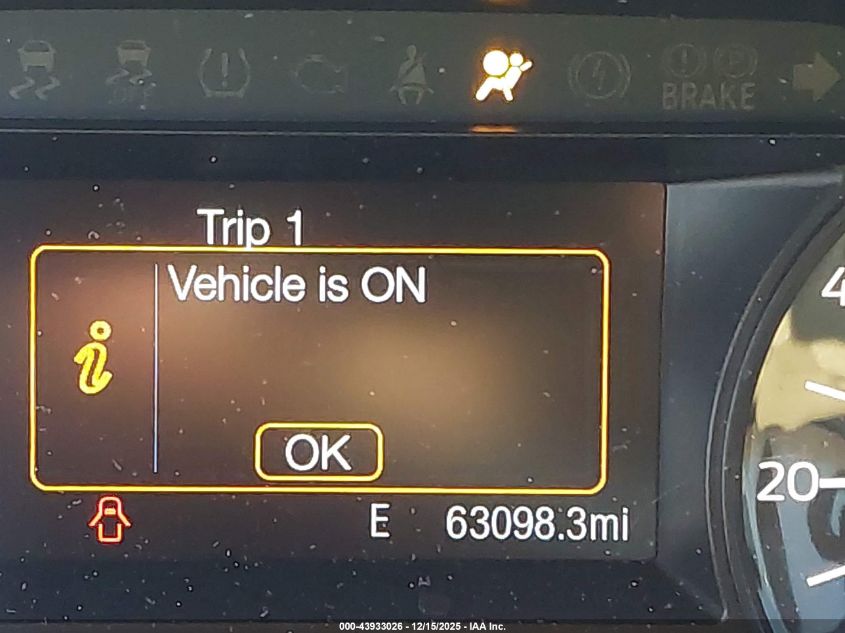 OFF
BRAKE
Trip 1
Vehicle is ON
OK
E 63098.3mi
4
20
000-43933026 - 12/15/2025 - IAA Inc.